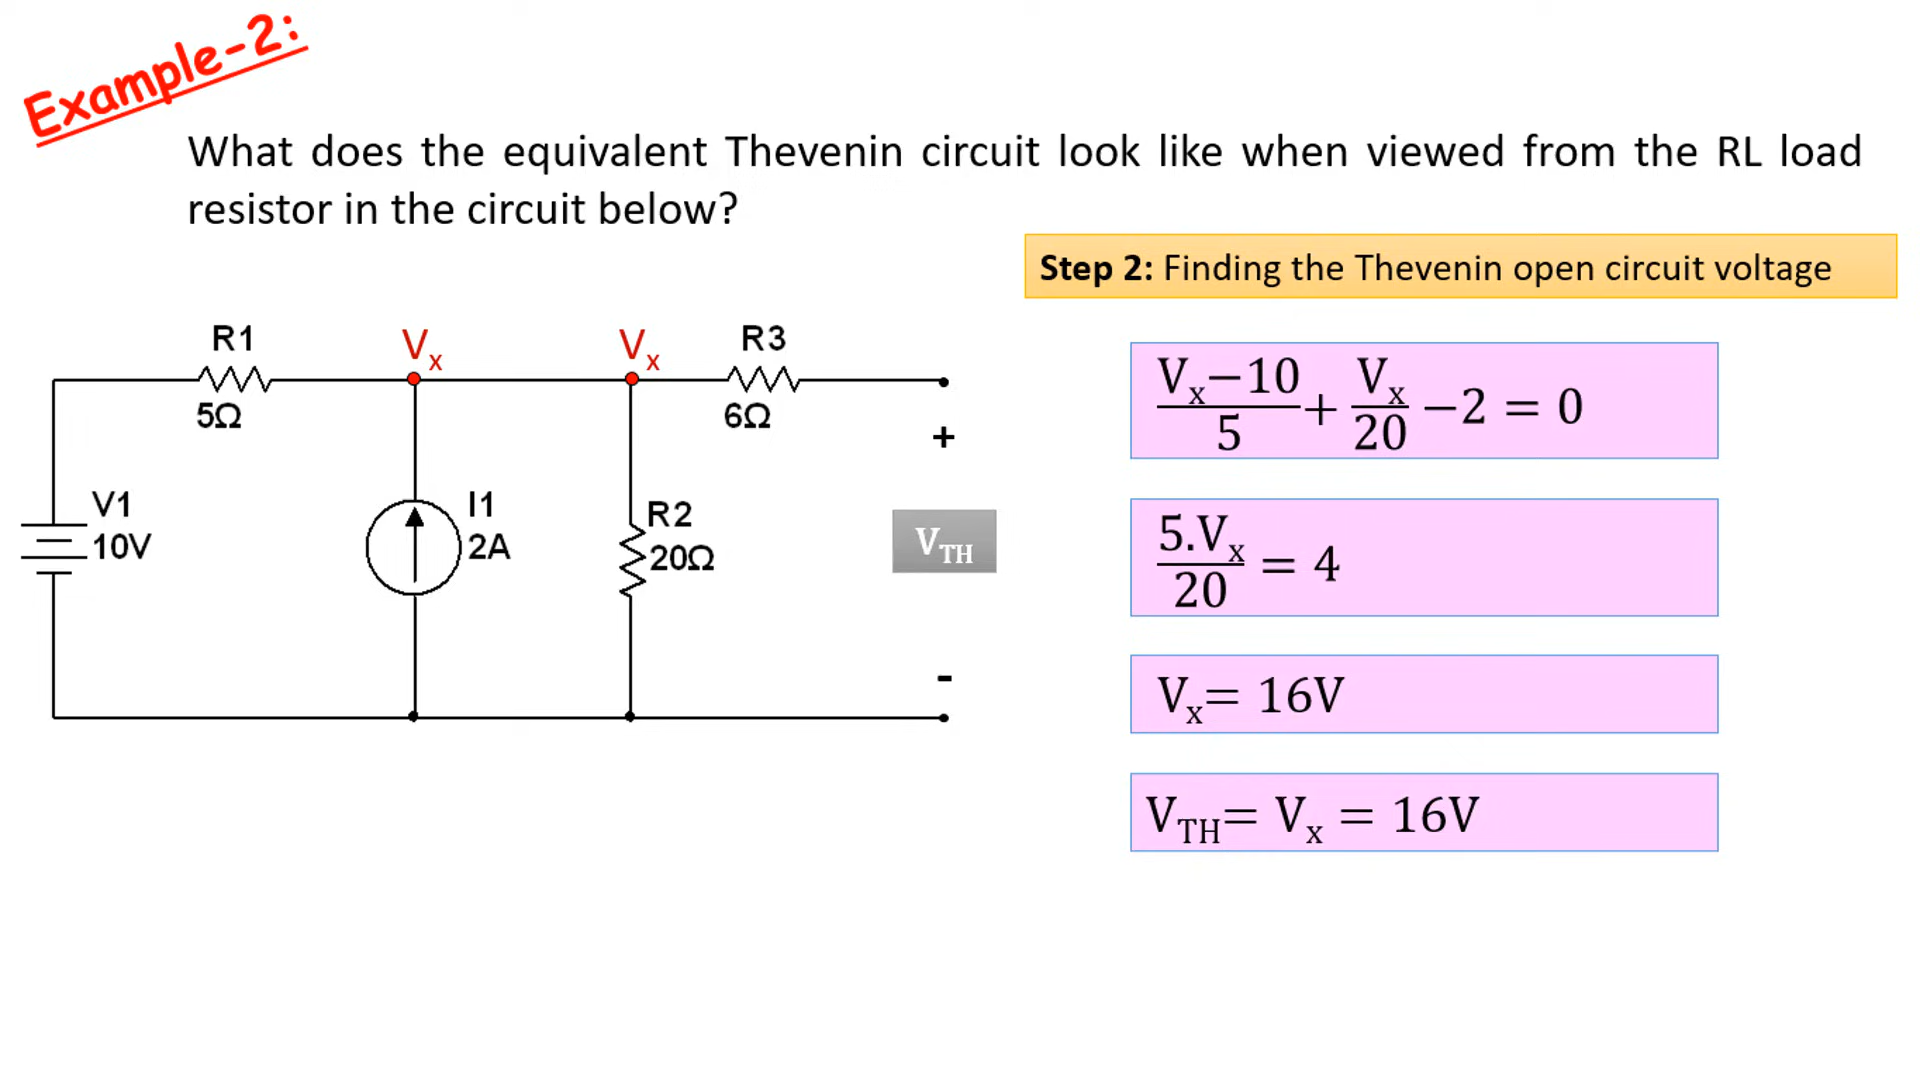 Example-2:
What does the equivalent Thevenin circuit look like when viewed from the RL load
resistor in the circuit below?
Step 2: Finding the Thevenin open circuit voltage
R1
5Ω
Vx
Vx
R3
6Ω
V1
10V
I1
2A
R2
20Ω
+
VTH
-
(Vx−10)/5 + Vx/20 −2 = 0
5.Vx/20 = 4
Vx= 16V
VTH= Vx = 16V